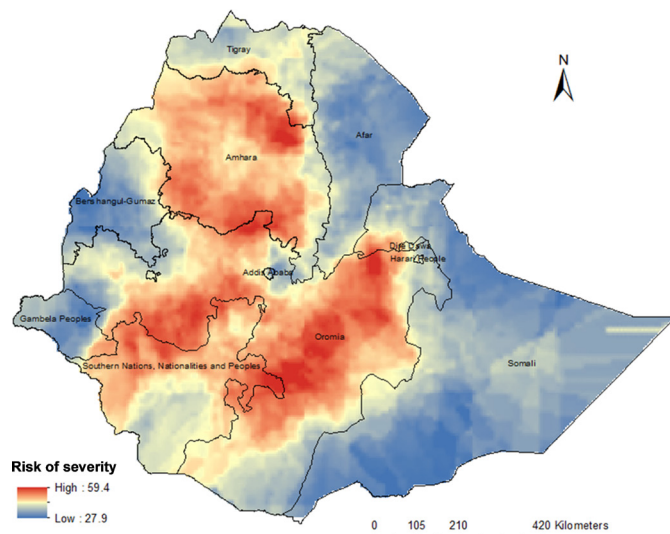 Tigray
N
Afar
Amhara
Benshangul-Gumaz
Dire Dawa
Harari People
Addis Ababa
Gambela Peoples
Oromia
Somali
Southern Nations, Nationalities and Peoples
Risk of severity
High : 59.4
Low : 27.9
0 105 210 420 Kilometers